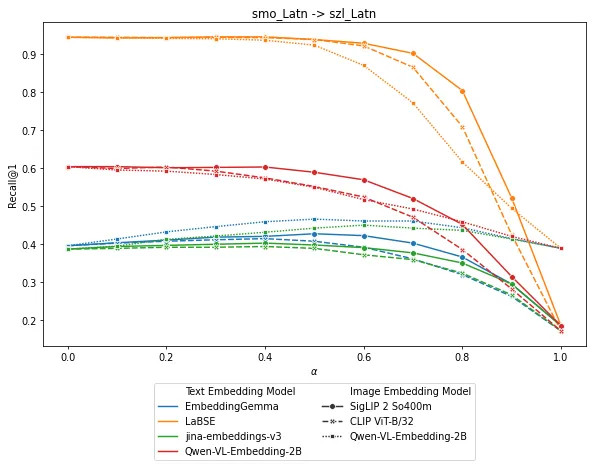 smo_Latn -> szl_Latn
Recall@1
0.9
0.8
0.7
0.6
0.5
0.4
0.3
0.2
0.0 0.2 0.4 0.6 0.8 1.0
α
Text Embedding Model Image Embedding Model
EmbeddingGemma SigLIP 2 So400m
LaBSE CLIP ViT-B/32
jina-embeddings-v3 Qwen-VL-Embedding-2B
Qwen-VL-Embedding-2B